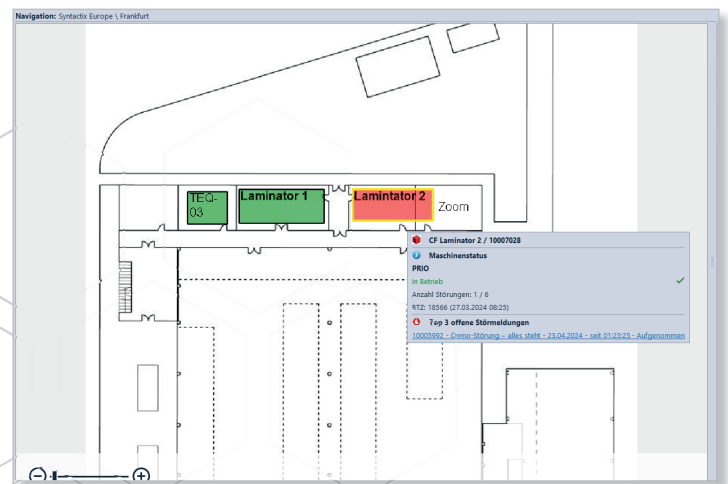 Navigation: Syntactix Europe \ Frankfurt
TEQ-
03
Laminator 1
Lamintator 2
Zoom
CF Laminator 2 / 10007028
Maschinenstatus
PRIO
In Betrieb
Anzahl Störungen: 1 / 6
BTZ: 18566 (27.03.2024 08:25)
Top 3 offene Störmeldungen
10005992 - Demo-Störung – alles steht - 23.04.2024 - seit 01:23:25 - Aufgenommen